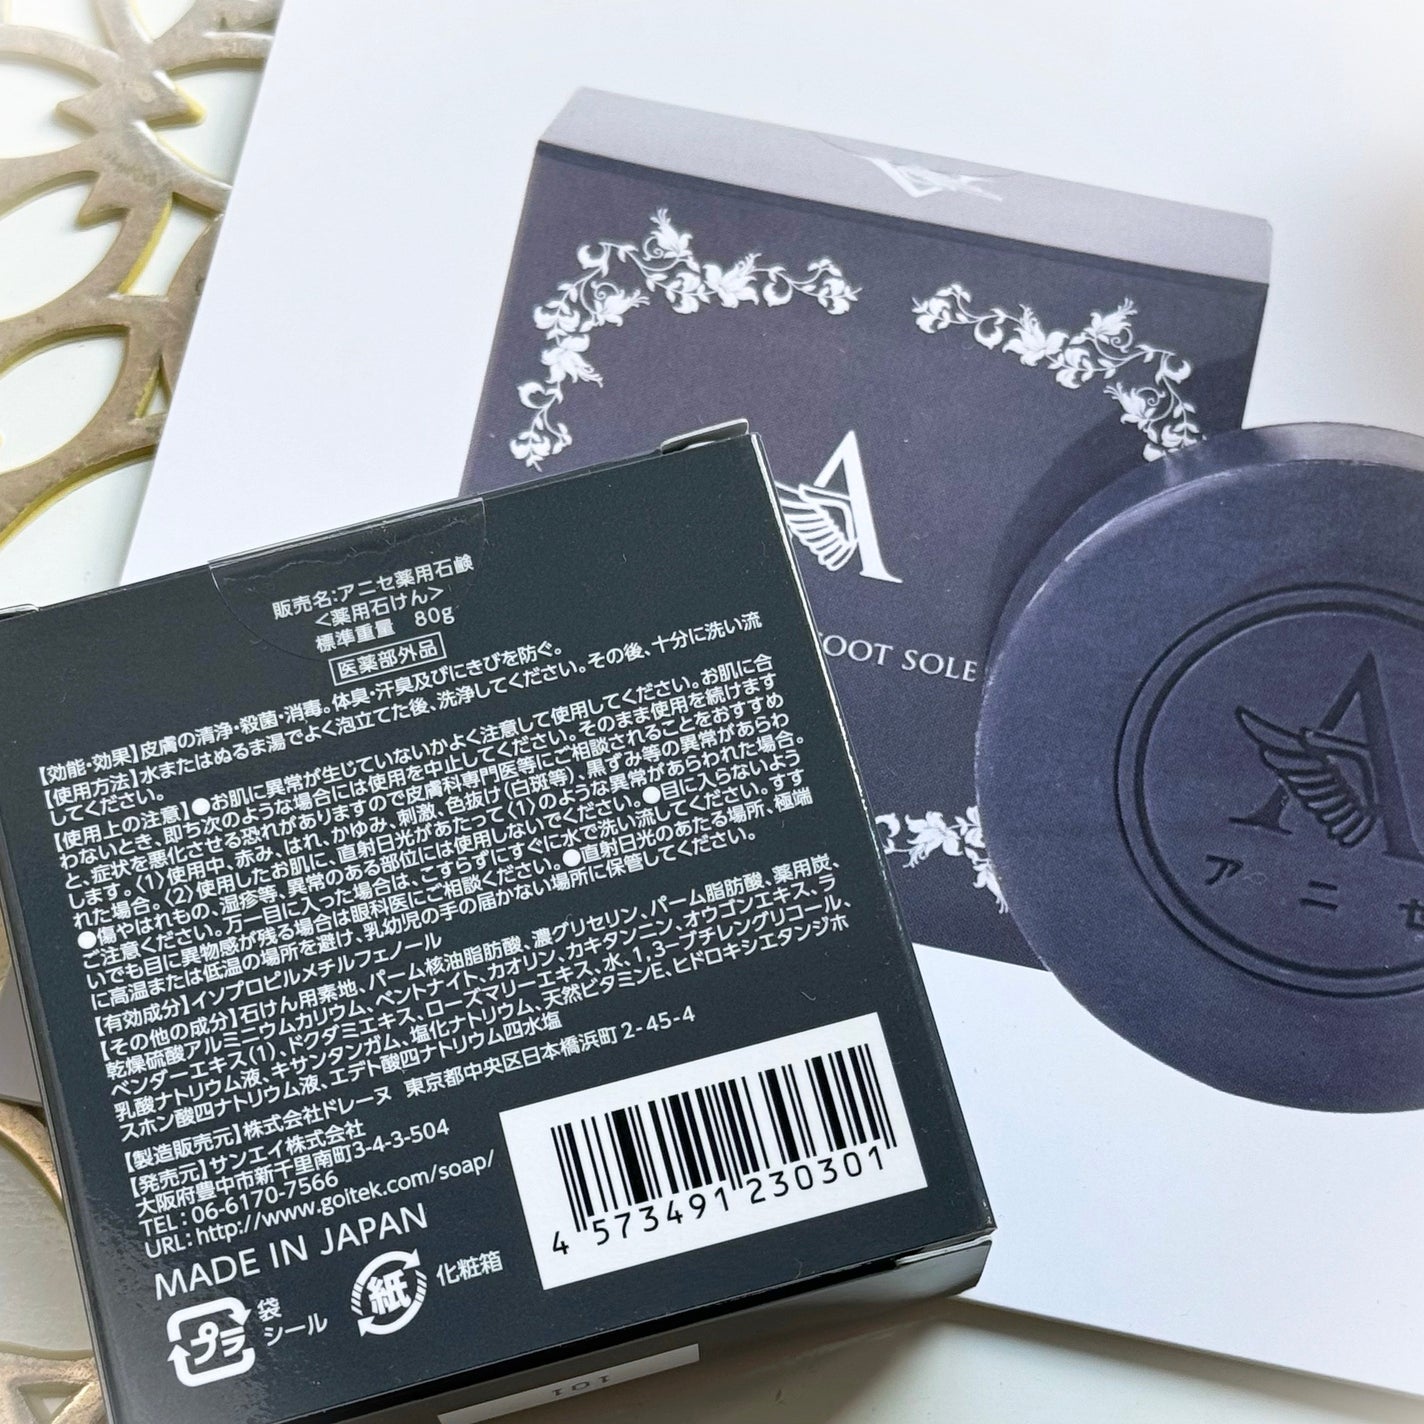 販売名:アニセ薬用石鹸
<薬用石けん>
標準重量 80g
医薬部外品
【効能・効果】皮膚の清浄・殺菌・消毒。体臭・汗臭及びにきびを防ぐ。
【使用方法】水またはぬるま湯でよく泡立てた後、洗浄してください。その後、十分に洗い流
してください。
【使用上の注意】●お肌に異常が生じていないかよく注意して使用してください。お肌に合
わないとき、即ち次のような場合には使用を中止してください。そのまま使用を続けます
と、症状を悪化させる恐れがありますので皮膚科専門医等にご相談されることをおすすめ
します。〈1〉使用中、赤み、はれ、かゆみ、刺激、色抜け(白斑等)、黒ずみ等の異常があらわ
れた場合。〈2〉使用したお肌に、直射日光があたって〈1〉のような異常があらわれた場合。
●傷やはれもの、湿疹等、異常のある部位には使用しないでください。●目に入らないよう
ご注意ください。万一目に入った場合は、こすらずにすぐに水で洗い流してください。すす
いでも目に異物感が残る場合は眼科医にご相談ください。●直射日光のあたる場所、極端
に高温または低温の場所を避け、乳幼児の手の届かない場所に保管してください。
【有効成分】イソプロピルメチルフェノール
【その他の成分】石けん用素地、パーム核油脂肪酸、濃グリセリン、パーム脂肪酸、薬用炭、
乾燥硫酸アルミニウムカリウム、ベントナイト、カオリン、カキタンニン、オウゴンエキス、ラ
ベンダーエキス(1)、ドクダミエキス、ローズマリーエキス、水、1,3-ブチレングリコール、
乳酸ナトリウム液、キサンタンガム、塩化ナトリウム、天然ビタミンE、ヒドロキシエタンジホ
スホン酸四ナトリウム液、エデト酸四ナトリウム四水塩
【製造販売元】株式会社ドレーヌ 東京都中央区日本橋浜町2-45-4
【発売元】サンエイ株式会社
大阪府豊中市新千里南町3-4-3-504
TEL:06-6170-7566
URL:http://www.goitek.com/soap/
MADE IN JAPAN
プラ 袋
シール
紙 化粧箱
4 573491 230301
101
A
FOOT SOLE
A
アニセ